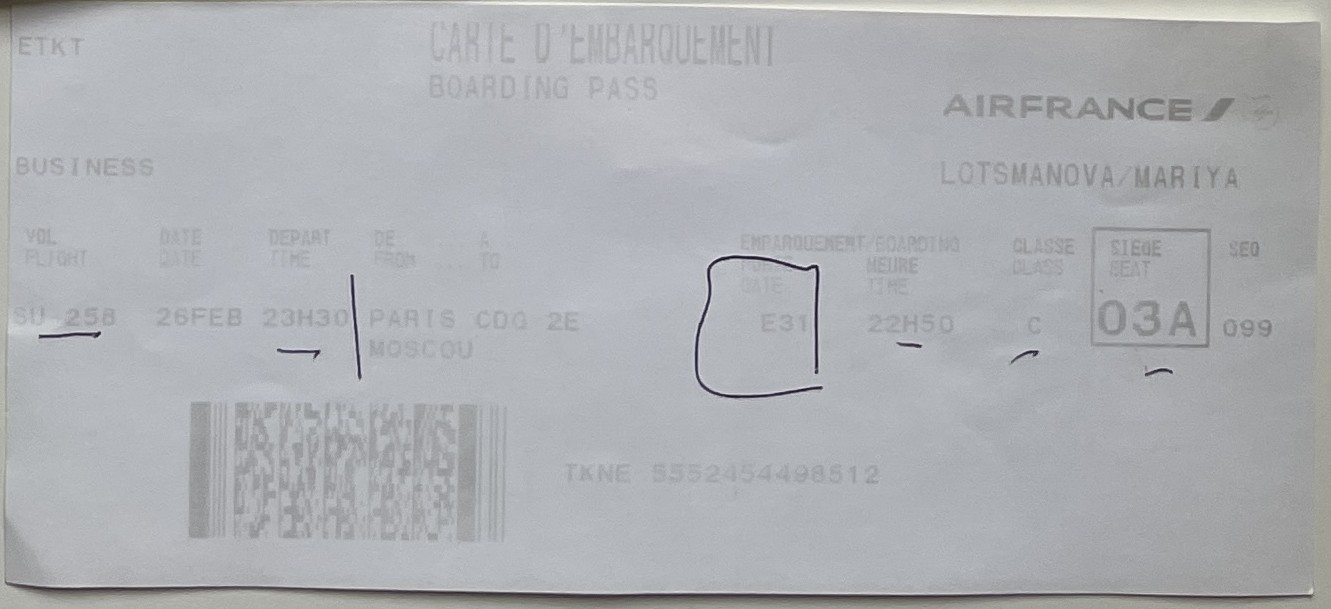 ETKT
CARTE D'EMBARQUEMENT
BOARDING PASS
AIRFRANCE
BUSINESS
LOTSMANOVA/MARIYA
VOL DATE DEPART DE A EMBARQUEMENT/BOARDING CLASSE SIEGE SEQ
FLIGHT DATE TIME FROM TO PORTE HEURE CLASS SEAT
GATE TIME
SU 258 26FEB 23H30 PARIS CDG 2E E31 22H50 C 03A 099
MOSCOU
TKNE 5552454498512